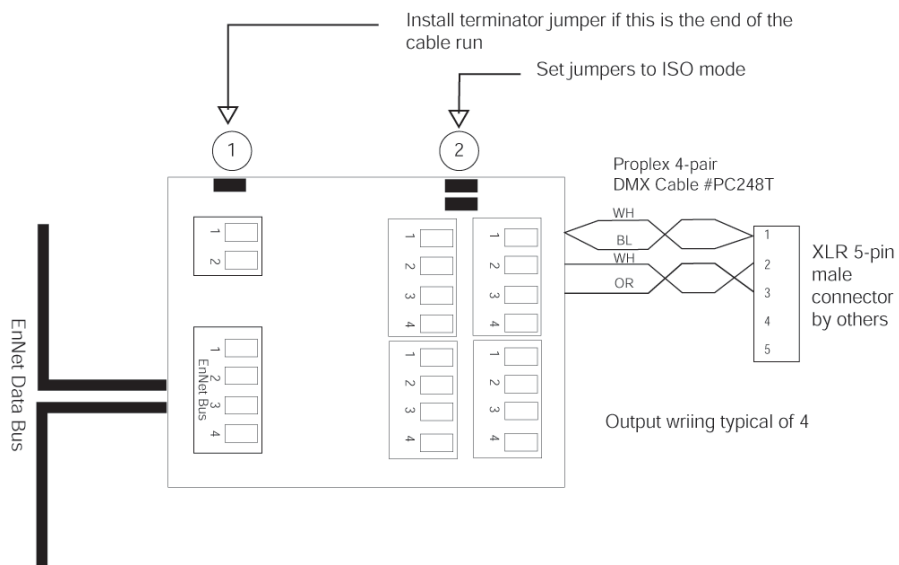 Install terminator jumper if this is the end of the
cable run
Set jumpers to ISO mode
1
2
Proplex 4-pair
DMX Cable #PC248T
WH
BL
WH
OR
1
2
3
4
5
XLR 5-pin
male
connector
by others
1
2
1
2
3
4
1
2
3
4
EnNet Data Bus
1
2
3
4
EnNet Bus
1
2
3
4
1
2
3
4
Output wriing typical of 4